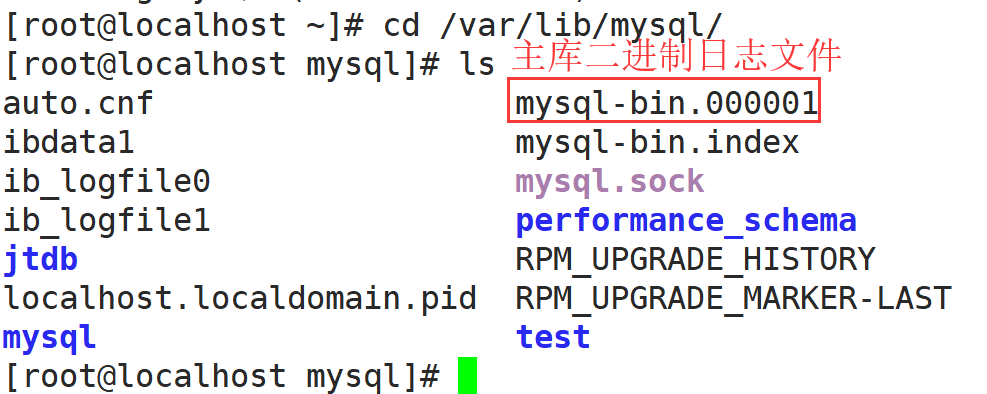 [root@localhost ~]# cd /var/lib/mysql/
[root@localhost mysql]# ls 主库二进制日志文件
auto.cnf mysql-bin.000001
ibdata1 mysql-bin.index
ib_logfile0 mysql.sock
ib_logfile1 performance_schema
jtdb RPM_UPGRADE_HISTORY
localhost.localdomain.pid RPM_UPGRADE_MARKER-LAST
mysql test
[root@localhost mysql]#